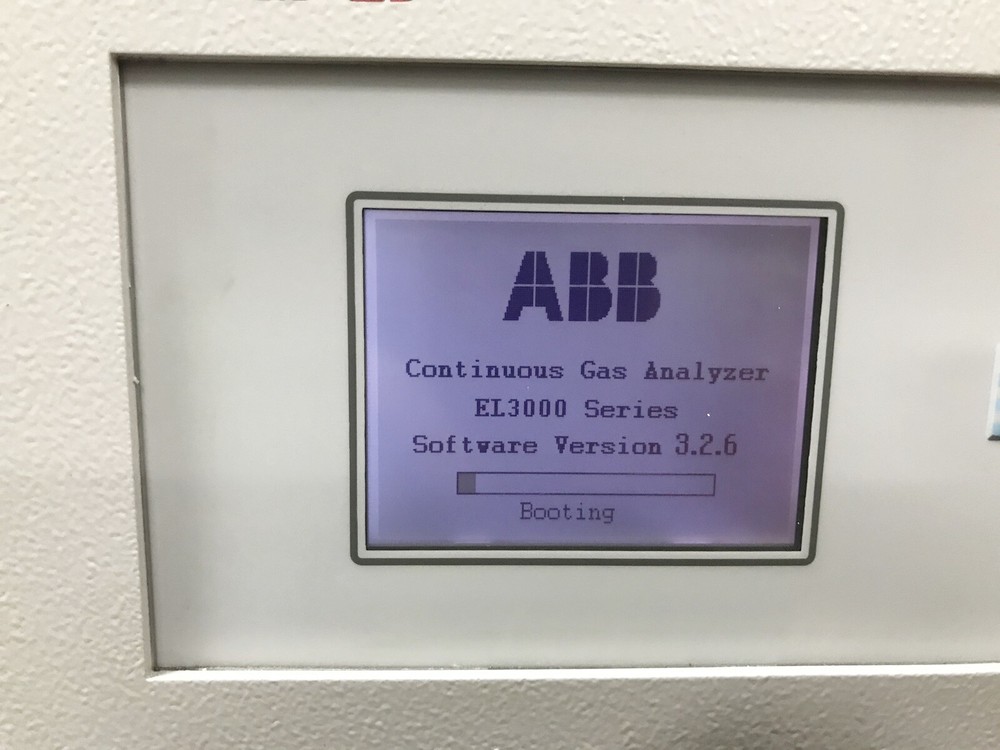 ABB
Continuous Gas Analyzer
EL3000 Series
Software Version 3.2.6
Booting